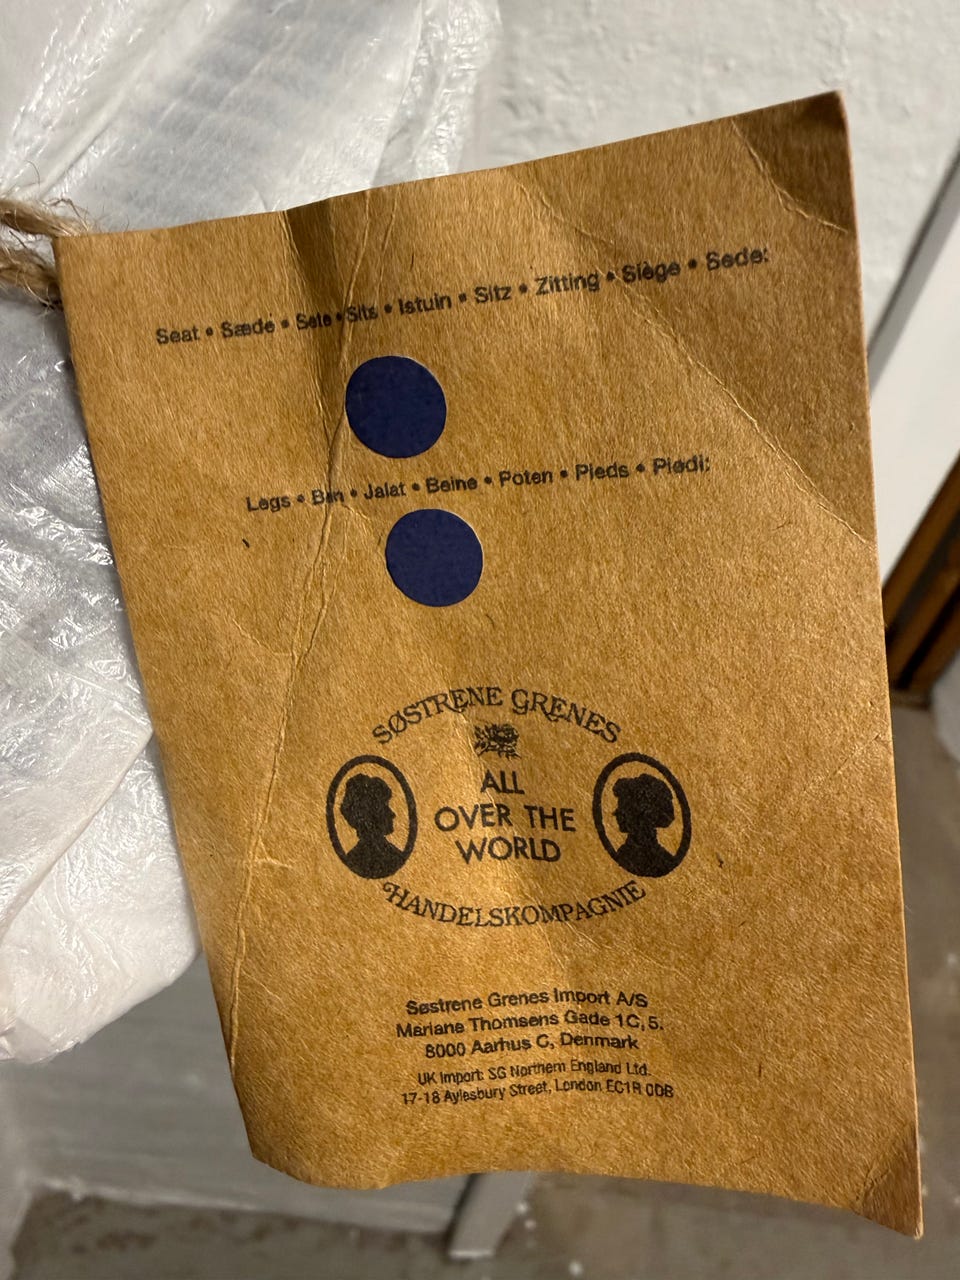 Seat • Sæde • Sete • Sits • Istuin • Sitz • Zitting • Siège • Sede:
Legs • Ben • Jalat • Beine • Poten • Pieds • Piedi:
SØSTRENE GRENES
ALL
OVER THE
WORLD
HANDELSKOMPAGNIE
Søstrene Grenes Import A/S
Mariane Thomsens Gade 1C, 5.
8000 Aarhus C, Denmark
UK Import: SG Northern England Ltd.
17-18 Aylesbury Street, London EC1R 0DB